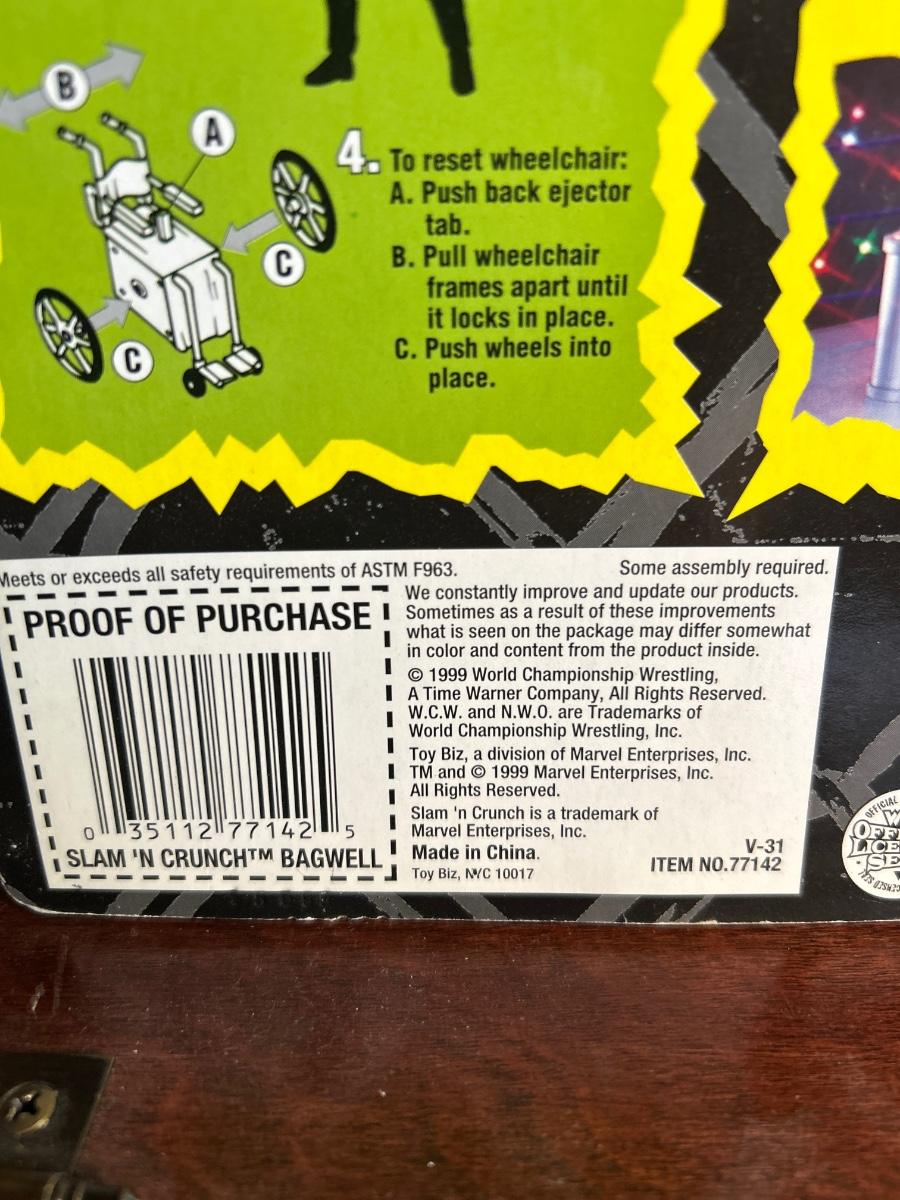 B
A
C
C
4. To reset wheelchair:
A. Push back ejector
tab.
B. Pull wheelchair
frames apart until
it locks in place.
C. Push wheels into
place.
Meets or exceeds all safety requirements of ASTM F963.
Some assembly required.
PROOF OF PURCHASE
0 35112 77142 5
SLAM 'N CRUNCH™ BAGWELL
We constantly improve and update our products.
Sometimes as a result of these improvements
what is seen on the package may differ somewhat
in color and content from the product inside.
© 1999 World Championship Wrestling,
A Time Warner Company, All Rights Reserved.
W.C.W. and N.W.O. are Trademarks of
World Championship Wrestling, Inc.
Toy Biz, a division of Marvel Enterprises, Inc.
TM and © 1999 Marvel Enterprises, Inc.
All Rights Reserved.
Slam 'n Crunch is a trademark of
Marvel Enterprises, Inc.
Made in China.
Toy Biz, NYC 10017
V-31
ITEM NO.77142
OFFICIAL